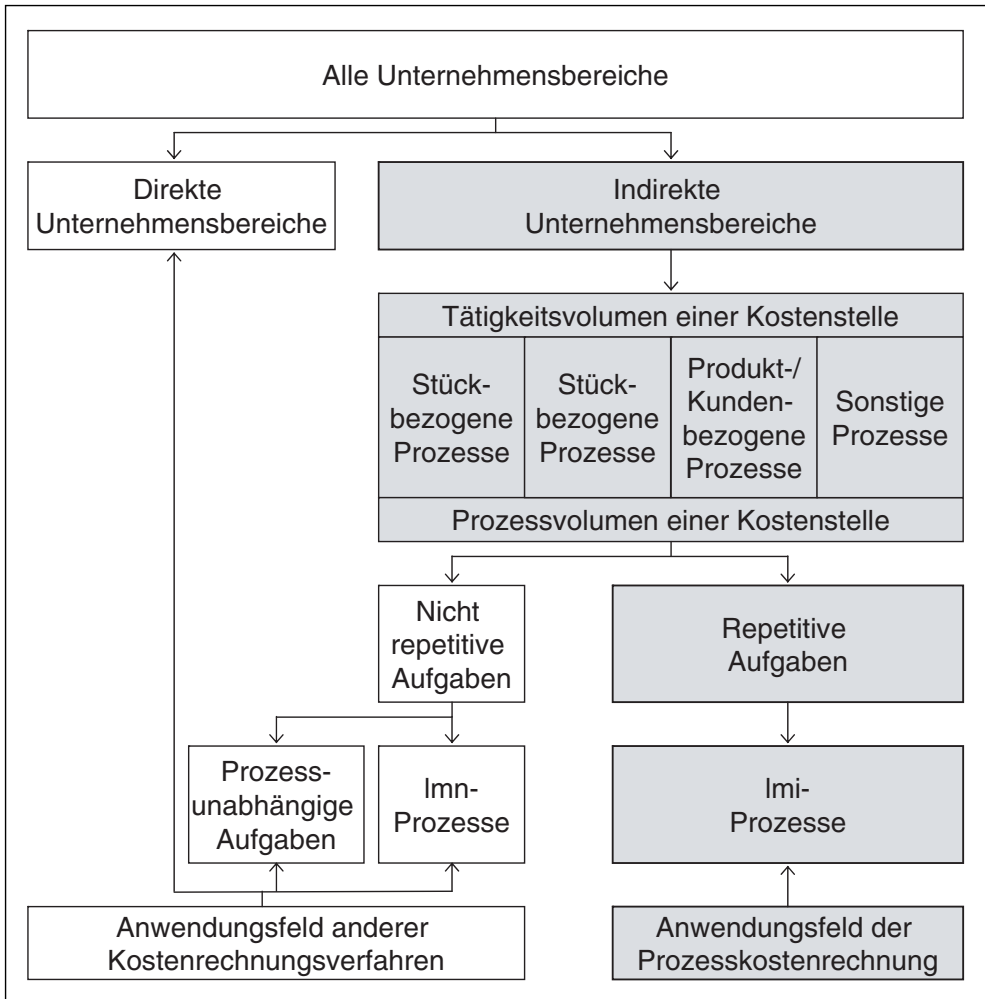 Alle Unternehmensbereiche
Direkte
Unternehmensbereiche
Indirekte
Unternehmensbereiche
Tätigkeitsvolumen einer Kostenstelle
Stück-
bezogene
Prozesse
Stück-
bezogene
Prozesse
Produkt-/
Kunden-
bezogene
Prozesse
Sonstige
Prozesse
Prozessvolumen einer Kostenstelle
Nicht
repetitive
Aufgaben
Repetitive
Aufgaben
Prozess-
unabhängige
Aufgaben
lmn-
Prozesse
lmi-
Prozesse
Anwendungsfeld anderer
Kostenrechnungsverfahren
Anwendungsfeld der
Prozesskostenrechnung